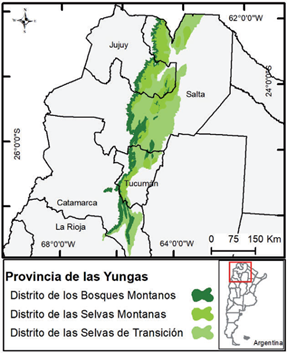 62°0'0"W
N
Jujuy
Salta
24°0'0"S
26°0'0"S
Tucumán
Catamarca
La Rioja
68°0'0"W
64°0'0"W
0 75 150 Km
Provincia de las Yungas
Distrito de los Bosques Montanos
Distrito de las Selvas Montanas
Distrito de las Selvas de Transición
Argentina